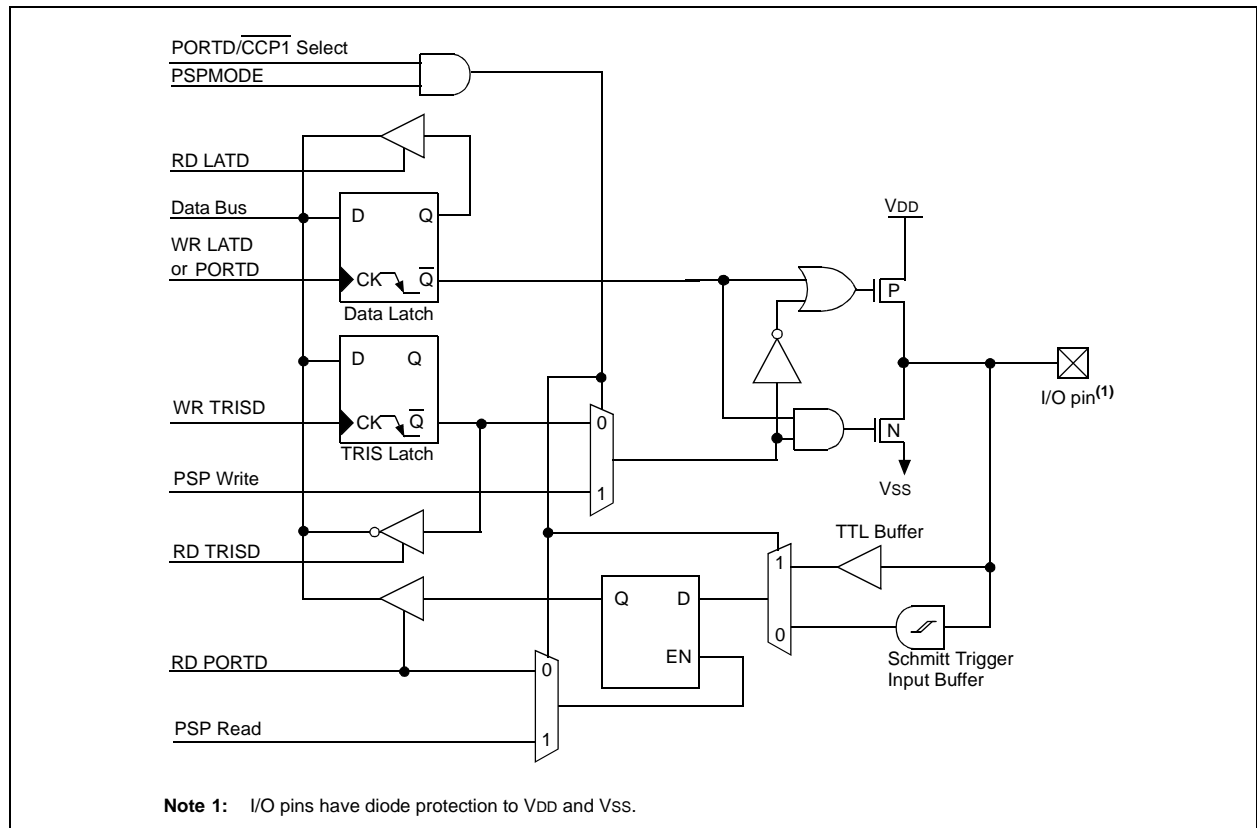 PORTD/CCP1 Select
PSPMODE
RD LATD
Data Bus
D Q
WR LATD
or PORTD
CK Q
Data Latch
VDD
P
D Q
WR TRISD
CK Q
TRIS Latch
0
N
I/O pin(1)
PSP Write
1
VSS
RD TRISD
TTL Buffer
1
Q D
0
EN
Schmitt Trigger
Input Buffer
RD PORTD
0
PSP Read
1
Note 1: I/O pins have diode protection to VDD and VSS.